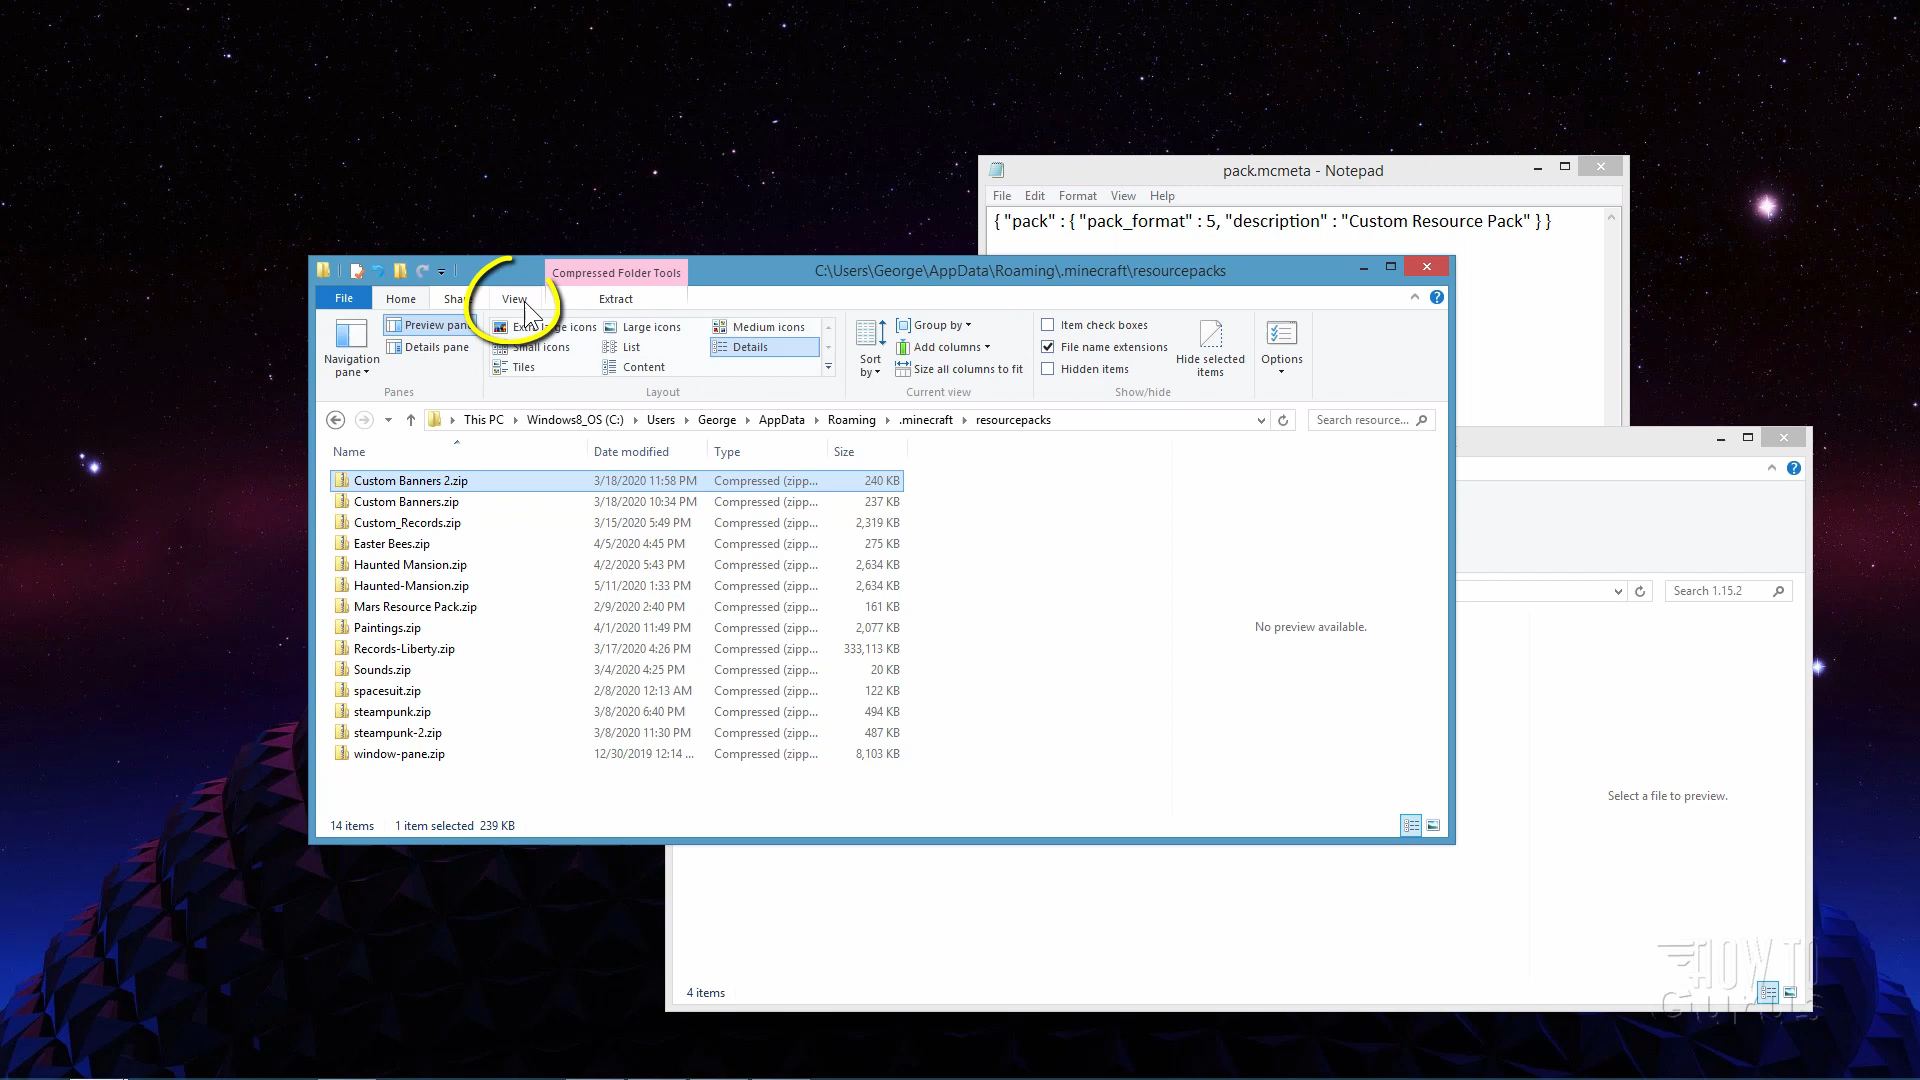 pack.mcmeta - Notepad
File Edit Format View Help
{ "pack" : { "pack_format" : 5, "description" : "Custom Resource Pack" } }
Compressed Folder Tools
C:\Users\George\AppData\Roaming\.minecraft\resourcepacks
File Home Share View Extract
Navigation pane
Preview pane
Details pane
Panes
Extra large icons Large icons Medium icons
Small icons List Details
Tiles Content
Layout
Sort by
Group by
Add columns
Size all columns to fit
Current view
Item check boxes
File name extensions
Hidden items
Hide selected items
Show/hide
Options
This PC Windows8_OS (C:) Users George AppData Roaming .minecraft resourcepacks
Search resource...
Name Date modified Type Size
Custom Banners 2.zip 3/18/2020 11:58 PM Compressed (zipp... 240 KB
Custom Banners.zip 3/18/2020 10:34 PM Compressed (zipp... 237 KB
Custom_Records.zip 3/15/2020 5:49 PM Compressed (zipp... 2,319 KB
Easter Bees.zip 4/5/2020 4:45 PM Compressed (zipp... 275 KB
Haunted Mansion.zip 4/2/2020 5:43 PM Compressed (zipp... 2,634 KB
Haunted-Mansion.zip 5/11/2020 1:33 PM Compressed (zipp... 2,634 KB
Mars Resource Pack.zip 2/9/2020 2:40 PM Compressed (zipp... 161 KB
Paintings.zip 4/1/2020 11:49 PM Compressed (zipp... 2,077 KB
Records-Liberty.zip 3/17/2020 4:26 PM Compressed (zipp... 333,113 KB
Sounds.zip 3/4/2020 4:25 PM Compressed (zipp... 20 KB
spacesuit.zip 2/8/2020 12:13 AM Compressed (zipp... 122 KB
steampunk.zip 3/8/2020 6:40 PM Compressed (zipp... 494 KB
steampunk-2.zip 3/8/2020 11:30 PM Compressed (zipp... 487 KB
window-pane.zip 12/30/2019 12:14 ... Compressed (zipp... 8,103 KB
No preview available.
14 items 1 item selected 239 KB
Search 1.15.2
Select a file to preview.
4 items
HOW TO
GUIDES